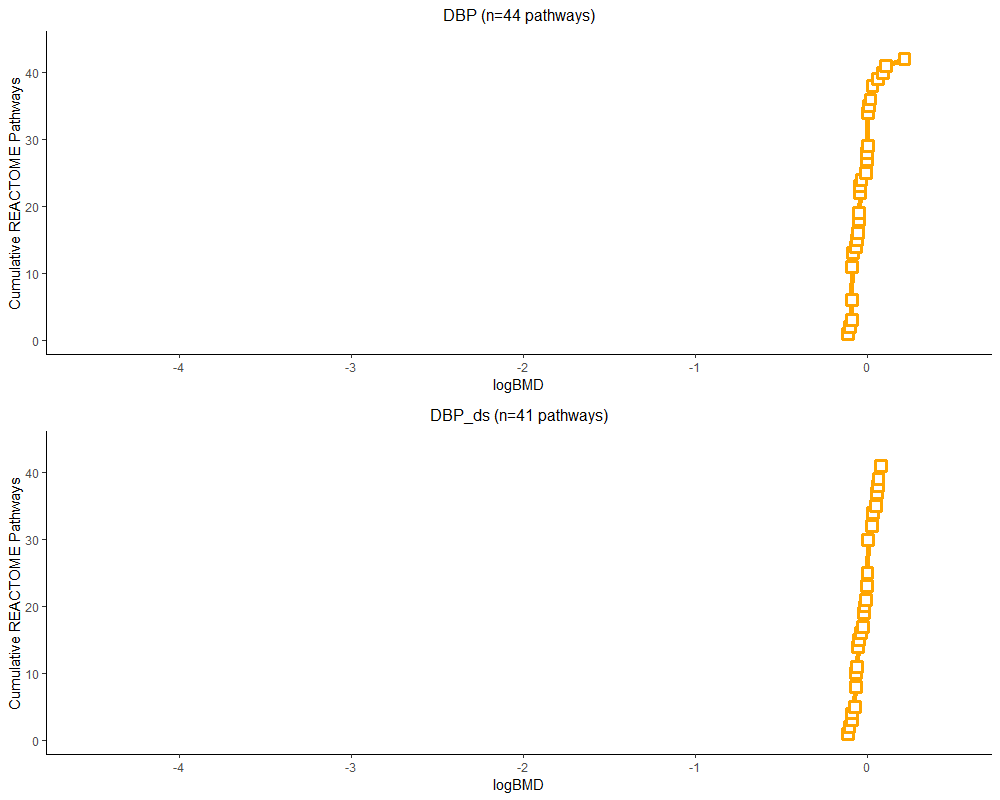 DBP (n=44 pathways)
Cumulative REACTOME Pathways
40
30
20
10
0
-4 -3 -2 -1 0
logBMD
DBP_ds (n=41 pathways)
Cumulative REACTOME Pathways
40
30
20
10
0
-4 -3 -2 -1 0
logBMD